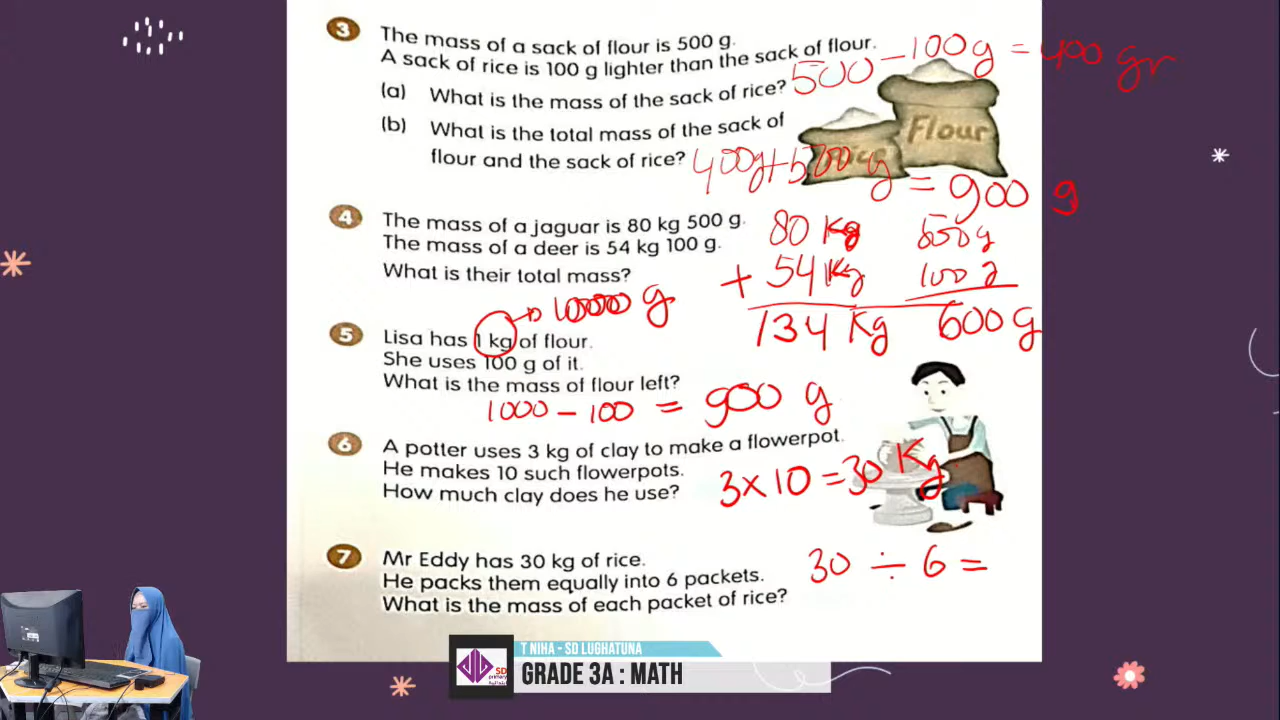 3 The mass of a sack of flour is 500 g.
A sack of rice is 100 g lighter than the sack of flour.
500 - 100 g = 400 gr
(a) What is the mass of the sack of rice?
(b) What is the total mass of the sack of
flour and the sack of rice?
400g + 500 g = 900 g
Flour
Rice
4 The mass of a jaguar is 80 kg 500 g.
The mass of a deer is 54 kg 100 g.
What is their total mass?
80 Kg 500 g
+ 54 Kg 100 g
134 Kg 600 g
1000 g
5 Lisa has 1 kg of flour.
She uses 100 g of it.
What is the mass of flour left?
1000 - 100 = 900 g
6 A potter uses 3 kg of clay to make a flowerpot.
He makes 10 such flowerpots.
How much clay does he use?
3 x 10 = 30 Kg.
7 Mr Eddy has 30 kg of rice.
He packs them equally into 6 packets.
What is the mass of each packet of rice?
30 ÷ 6 =
T NIHA - SD LUGHATUNA
GRADE 3A : MATH
SD
primary